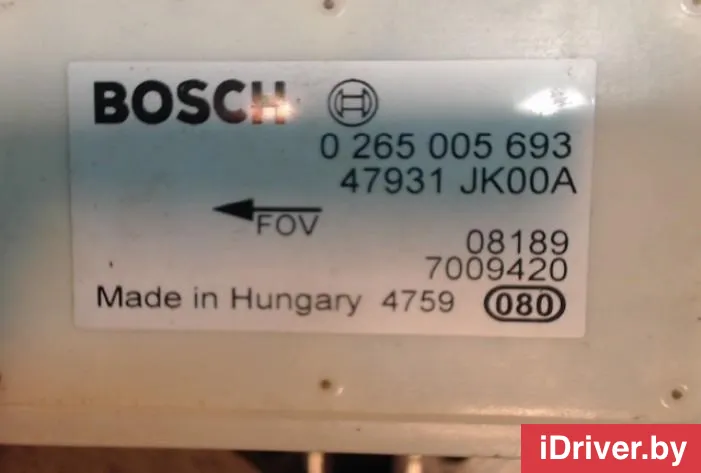 BOSCH
0 265 005 693
47931 JK00A
FOV
08189
7009420
Made in Hungary 4759 080
iDriver.by